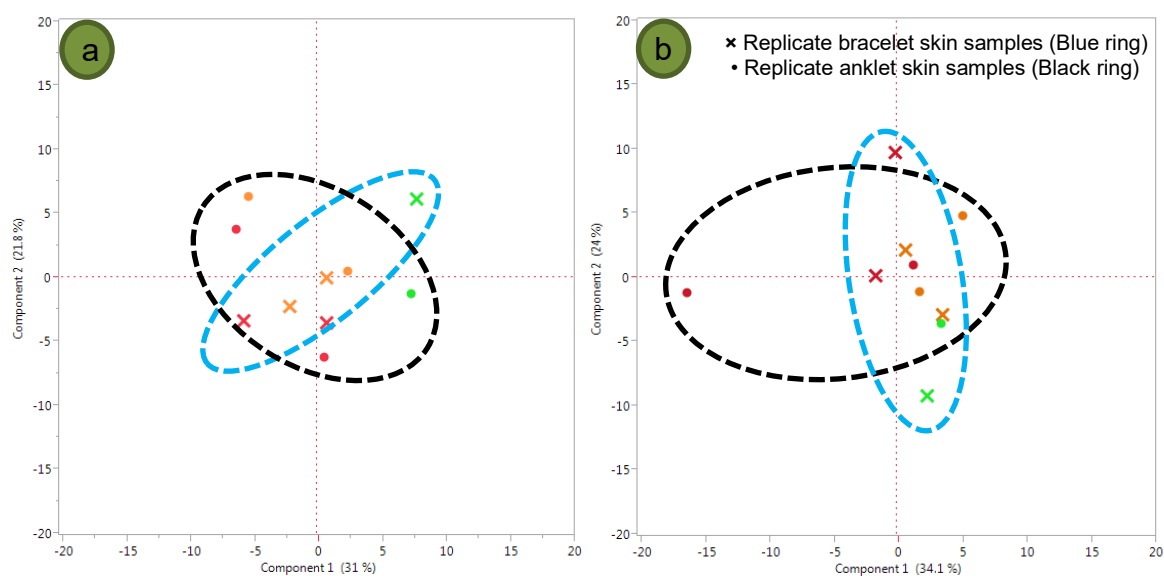 a
20
15
10
5
0
-5
-10
-15
-20
Component 2 (21.8 %)
-20 -15 -10 -5 0 5 10 15 20
Component 1 (31 %)
b
× Replicate bracelet skin samples (Blue ring)
• Replicate anklet skin samples (Black ring)
20
15
10
5
0
-5
-10
-15
-20
Component 2 (24 %)
-20 -15 -10 -5 0 5 10 15 20
Component 1 (34.1 %)